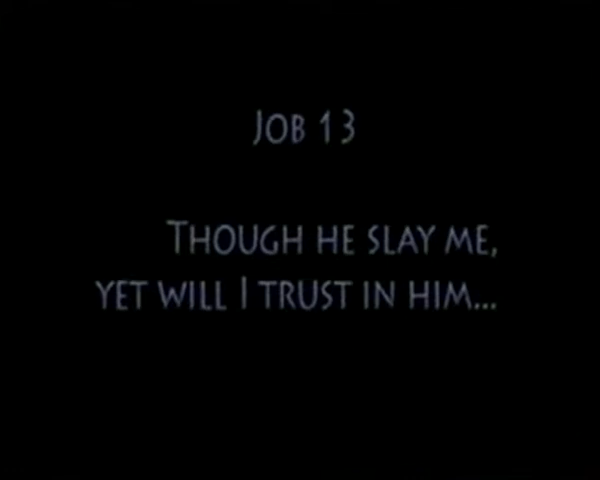 JOB 13
THOUGH HE SLAY ME,
YET WILL I TRUST IN HIM...